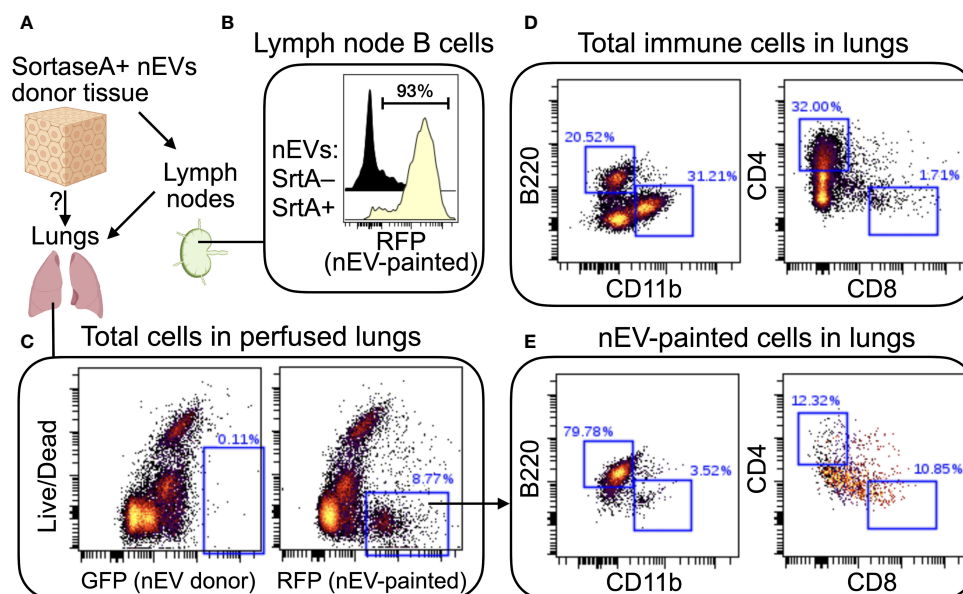 A
SortaseA+ nEVs
donor tissue
?
Lungs
Lymph
nodes
B
Lymph node B cells
93%
nEVs:
SrtA–
SrtA+
RFP
(nEV-painted)
C
Total cells in perfused lungs
Live/Dead
0.11%
GFP (nEV donor)
8.77%
RFP (nEV-painted)
D
Total immune cells in lungs
B220
20.52%
31.21%
CD11b
CD4
32.00%
1.71%
CD8
E
nEV-painted cells in lungs
B220
79.78%
3.52%
CD11b
CD4
12.32%
10.85%
CD8